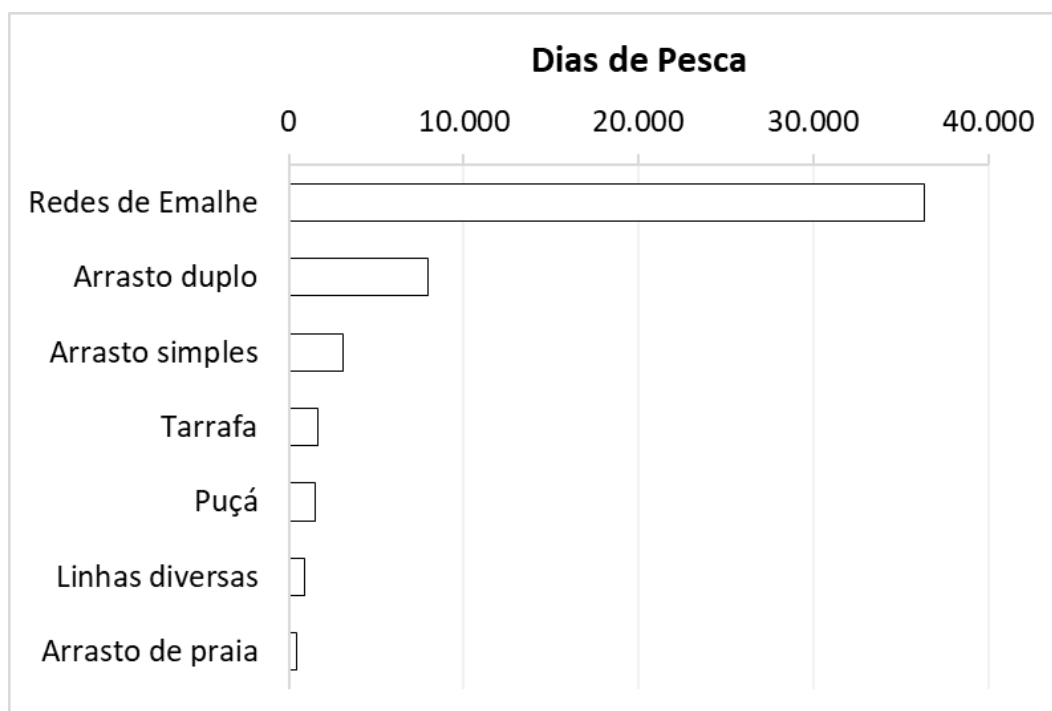 Dias de Pesca
0 10.000 20.000 30.000 40.000
Redes de Emalhe
Arrasto duplo
Arrasto simples
Tarrafa
Puçá
Linhas diversas
Arrasto de praia